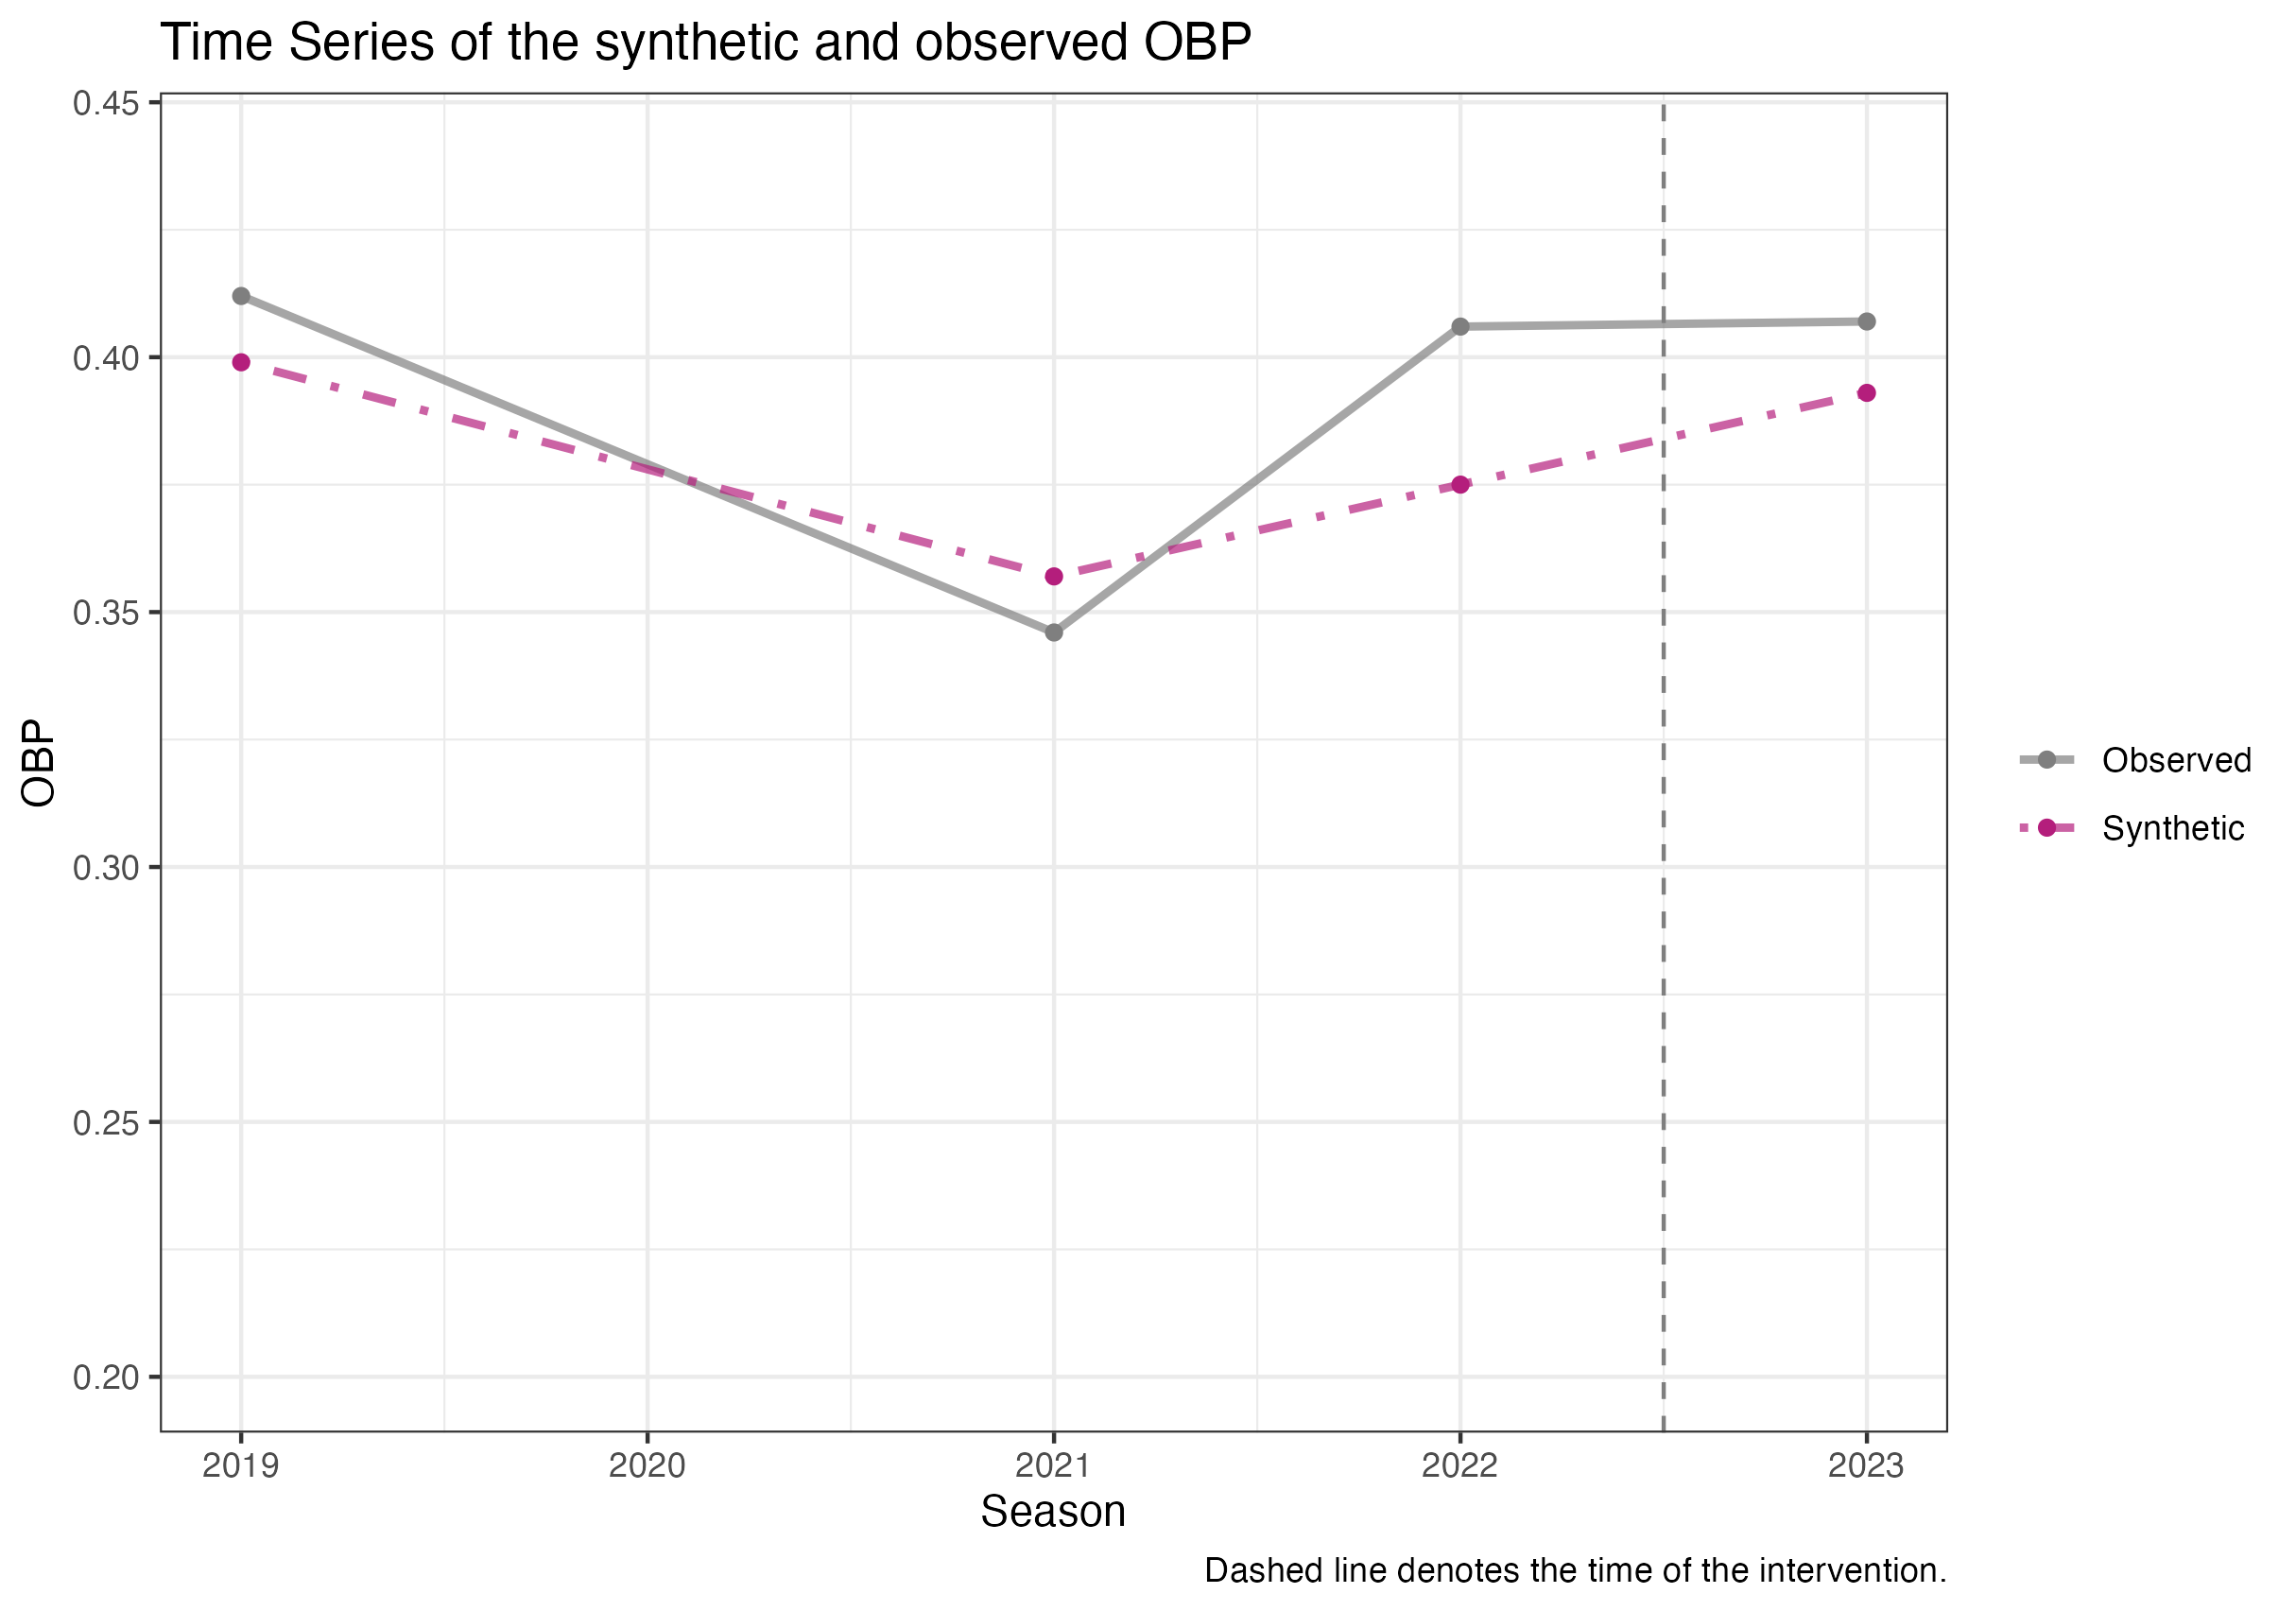 Time Series of the synthetic and observed OBP
0.45
0.40
0.35
0.30
0.25
0.20
OBP
2019 2020 2021 2022 2023
Season
Observed
Synthetic
Dashed line denotes the time of the intervention.